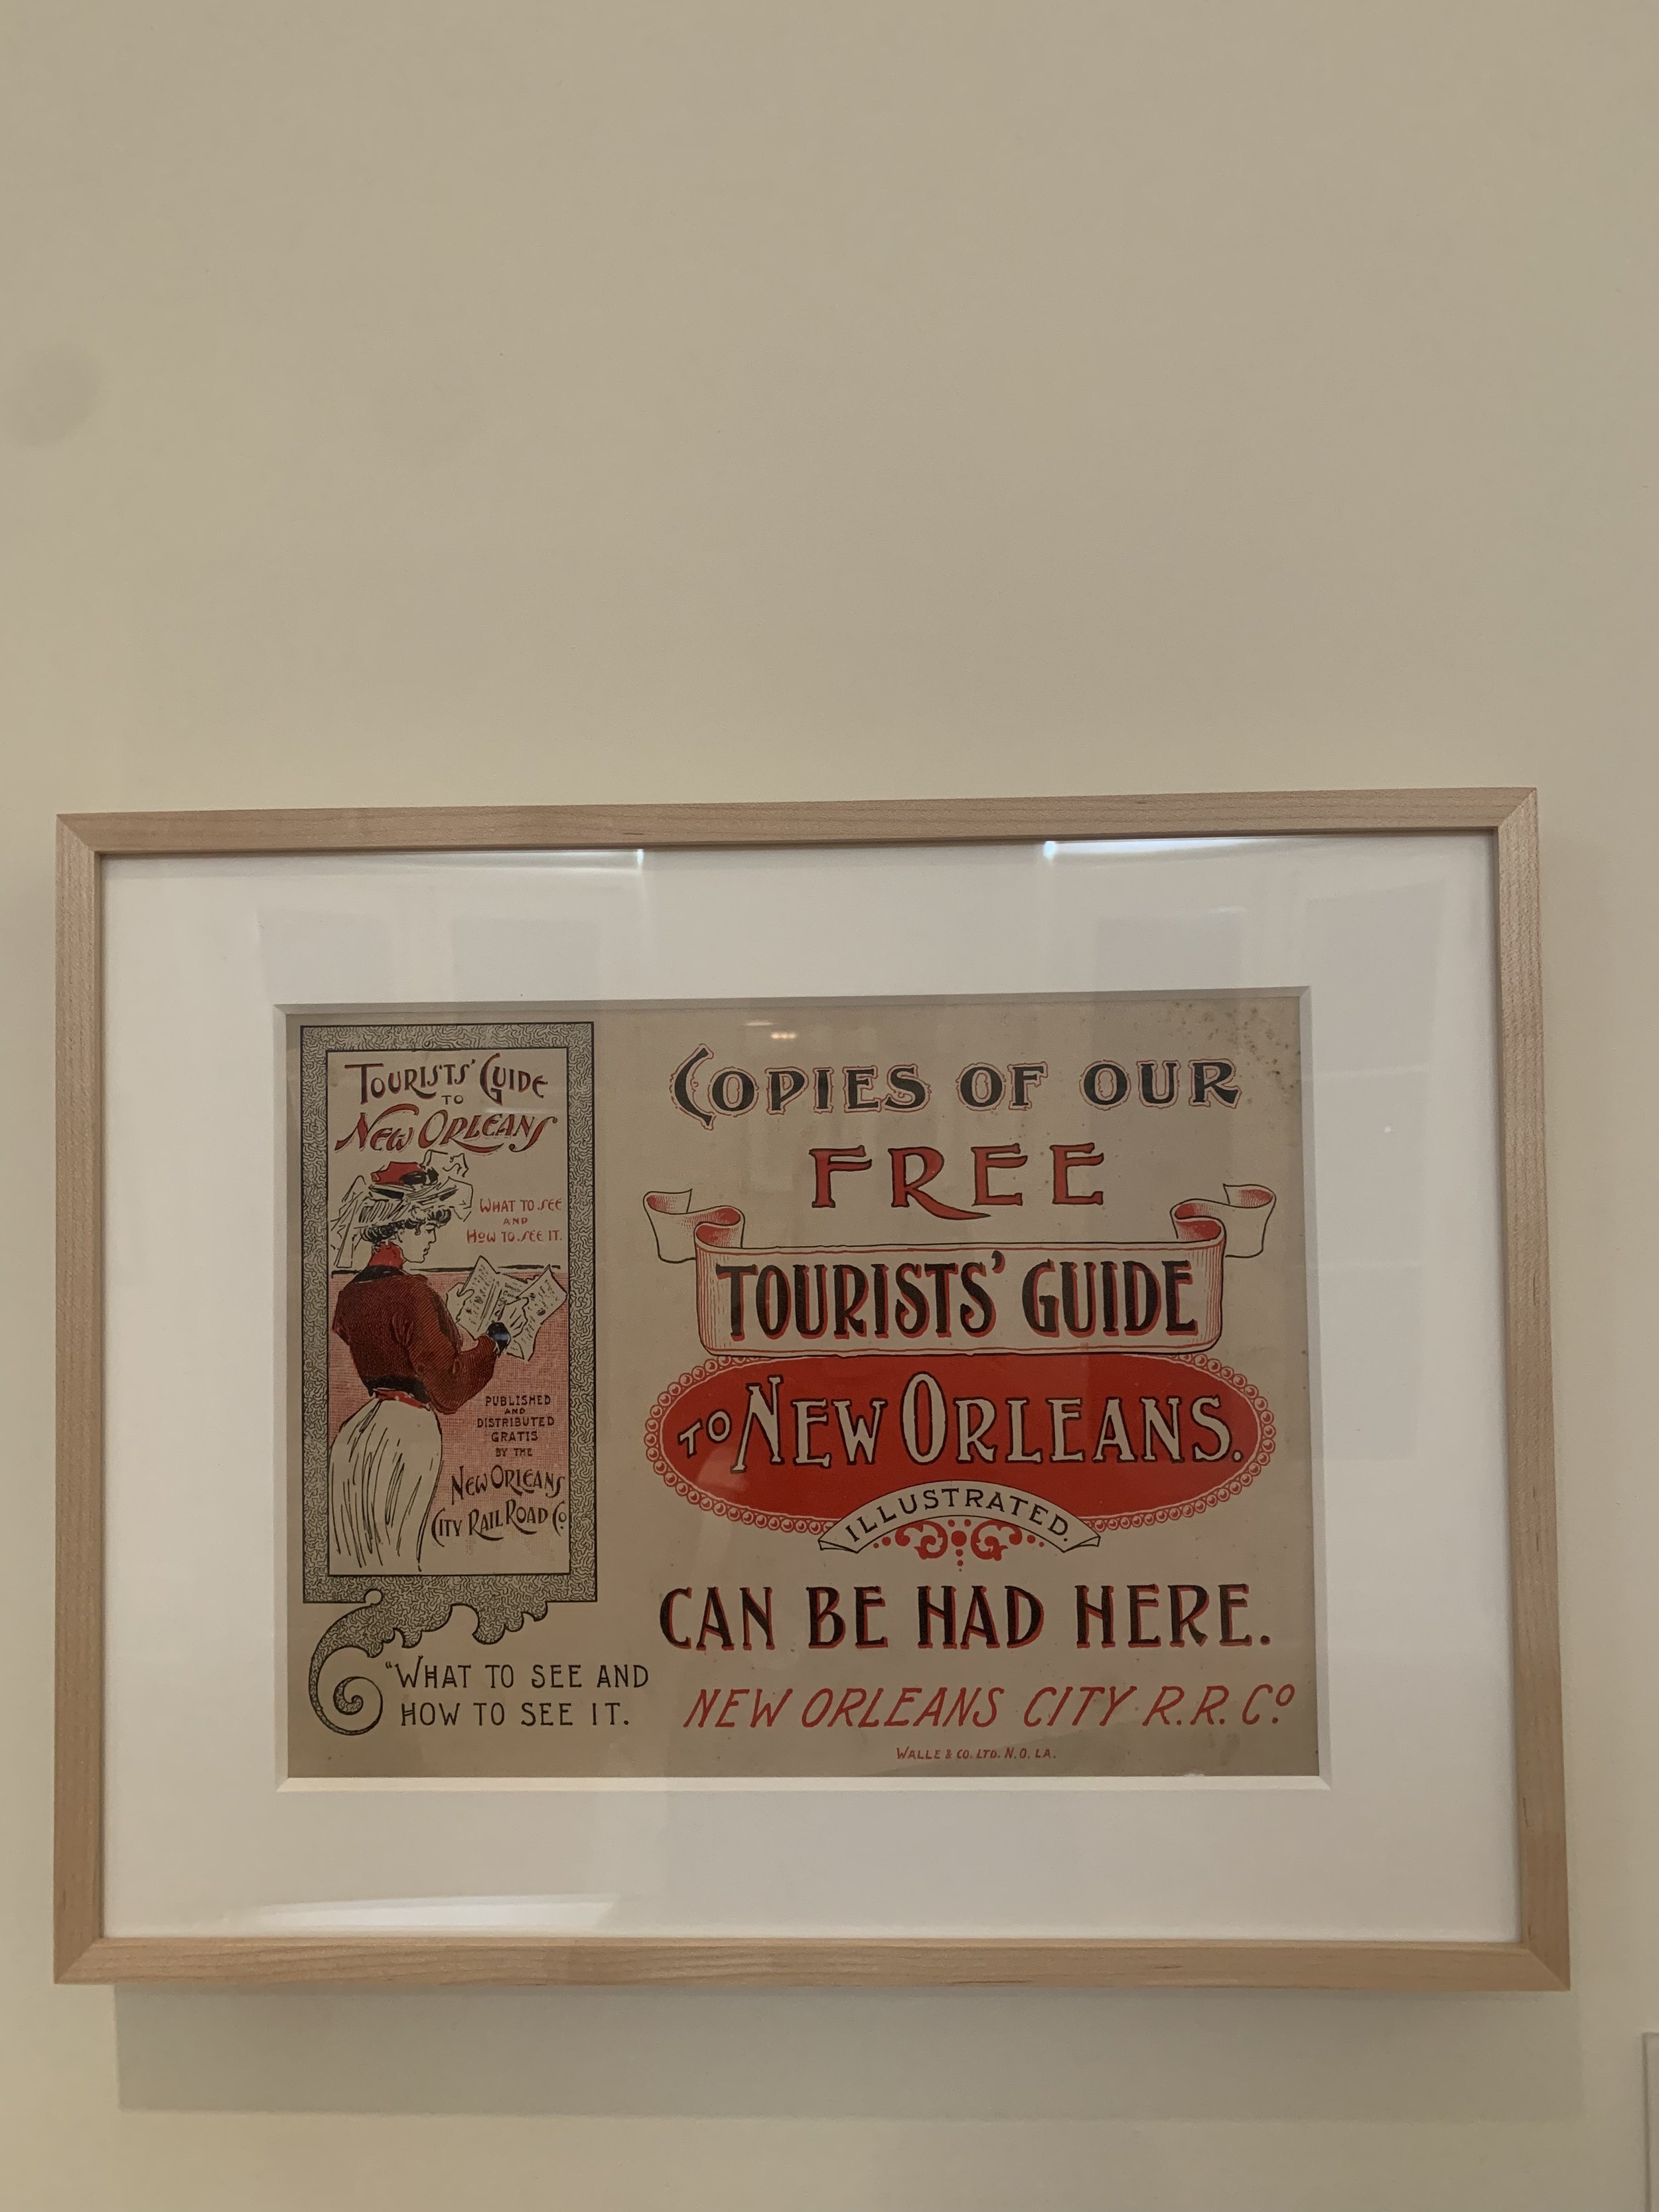 TOURISTS' GUIDE
TO
NEW ORLEANS
WHAT TO SEE
AND
HOW TO SEE IT.
PUBLISHED
AND
DISTRIBUTED
GRATIS
BY THE
NEW ORLEANS
CITY RAIL ROAD Co
"WHAT TO SEE AND
HOW TO SEE IT.
COPIES OF OUR
FREE
TOURISTS' GUIDE
TO NEW ORLEANS.
ILLUSTRATED.
CAN BE HAD HERE.
NEW ORLEANS CITY R.R. Co.
WALLE & CO. LTD. N.O. LA.